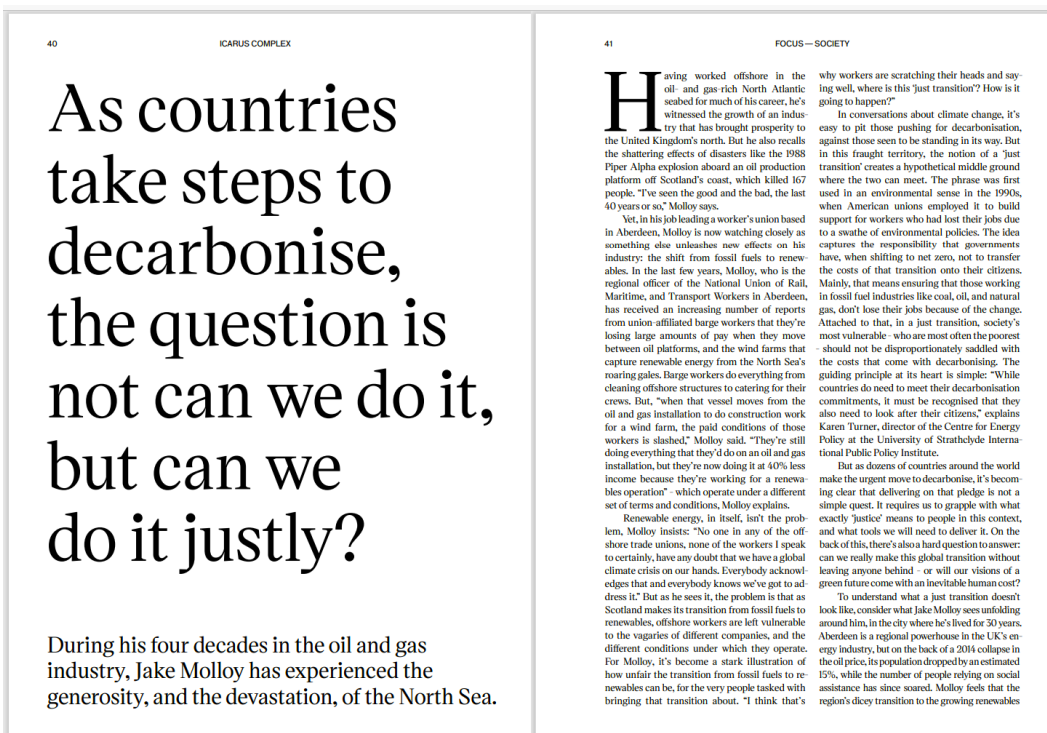 40
ICARUS COMPLEX
As countries
take steps to
decarbonise,
the question is
not can we do it,
but can we
do it justly?
During his four decades in the oil and gas
industry, Jake Molloy has experienced the
generosity, and the devastation, of the North Sea.
41
FOCUS — SOCIETY
Having worked offshore in the
oil- and gas-rich North Atlantic
seabed for much of his career, he's
witnessed the growth of an indus-
try that has brought prosperity to
the United Kingdom's north. But he also recalls
the shattering effects of disasters like the 1988
Piper Alpha explosion aboard an oil production
platform off Scotland's coast, which killed 167
people. “I've seen the good and the bad, the last
40 years or so,” Molloy says.
Yet, in his job leading a worker's union based
in Aberdeen, Molloy is now watching closely as
something else unleashes new effects on his
industry: the shift from fossil fuels to renew-
ables. In the last few years, Molloy, who is the
regional officer of the National Union of Rail,
Maritime, and Transport Workers in Aberdeen,
has received an increasing number of reports
from union-affiliated barge workers that they're
losing large amounts of pay when they move
between oil platforms, and the wind farms that
capture renewable energy from the North Sea's
roaring gales. Barge workers do everything from
cleaning offshore structures to catering for their
crews. But, “when that vessel moves from the
oil and gas installation to do construction work
for a wind farm, the paid conditions of those
workers is slashed,” Molloy said. “They're still
doing everything that they'd do on an oil and gas
installation, but they're now doing it at 40% less
income because they're working for a renewa-
bles operation” - which operate under a different
set of terms and conditions, Molloy explains.
Renewable energy, in itself, isn't the prob-
lem, Molloy insists: “No one in any of the off-
shore trade unions, none of the workers I speak
to certainly, have any doubt that we have a global
climate crisis on our hands. Everybody acknowl-
edges that and everybody knows we've got to ad-
dress it.” But as he sees it, the problem is that as
Scotland makes its transition from fossil fuels to
renewables, offshore workers are left vulnerable
to the vagaries of different companies, and the
different conditions under which they operate.
For Molloy, it's become a stark illustration of
how unfair the transition from fossil fuels to re-
newables can be, for the very people tasked with
bringing that transition about. “I think that's
why workers are scratching their heads and say-
ing well, where is this ‘just transition’? How is it
going to happen?”
In conversations about climate change, it's
easy to pit those pushing for decarbonisation,
against those seen to be standing in its way. But
in this fraught territory, the notion of a ‘just
transition’ creates a hypothetical middle ground
where the two can meet. The phrase was first
used in an environmental sense in the 1990s,
when American unions employed it to build
support for workers who had lost their jobs due
to a swathe of environmental policies. The idea
captures the responsibility that governments
have, when shifting to net zero, not to transfer
the costs of that transition onto their citizens.
Mainly, that means ensuring that those working
in fossil fuel industries like coal, oil, and natural
gas, don't lose their jobs because of the change.
Attached to that, in a just transition, society's
most vulnerable - who are most often the poorest
- should not be disproportionately saddled with
the costs that come with decarbonising. The
guiding principle at its heart is simple: “While
countries do need to meet their decarbonisation
commitments, it must be recognised that they
also need to look after their citizens,” explains
Karen Turner, director of the Centre for Energy
Policy at the University of Strathclyde Interna-
tional Public Policy Institute.
But as dozens of countries around the world
make the urgent move to decarbonise, it's becom-
ing clear that delivering on that pledge is not a
simple quest. It requires us to grapple with what
exactly ‘justice’ means to people in this context,
and what tools we will need to deliver it. On the
back of this, there's also a hard question to answer:
can we really make this global transition without
leaving anyone behind - or will our visions of a
green future come with an inevitable human cost?
To understand what a just transition doesn't
look like, consider what Jake Molloy sees unfolding
around him, in the city where he's lived for 30 years.
Aberdeen is a regional powerhouse in the UK's en-
ergy industry, but on the back of a 2014 collapse in
the oil price, its population dropped by an estimated
15%, while the number of people relying on social
assistance has since soared. Molloy feels that the
region's dicey transition to the growing renewables